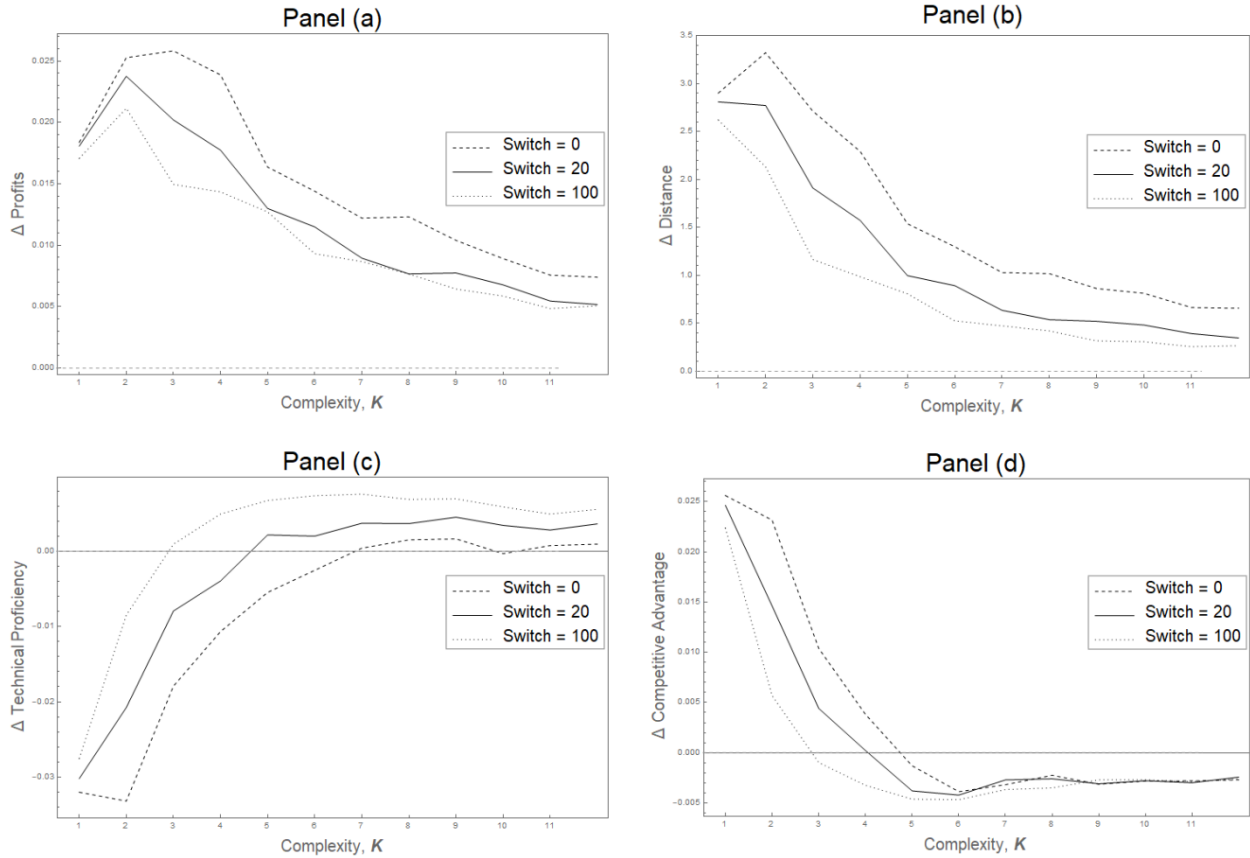 Panel (a)
Δ Profits
0.025
0.020
0.015
0.010
0.005
0.000
Switch = 0
Switch = 20
Switch = 100
1 2 3 4 5 6 7 8 9 10 11
Complexity, K
Panel (b)
Δ Distance
3.5
3.0
2.5
2.0
1.5
1.0
0.5
0.0
Switch = 0
Switch = 20
Switch = 100
1 2 3 4 5 6 7 8 9 10 11
Complexity, K
Panel (c)
Δ Technical Proficiency
0.00
-0.01
-0.02
-0.03
Switch = 0
Switch = 20
Switch = 100
1 2 3 4 5 6 7 8 9 10 11
Complexity, K
Panel (d)
Δ Competitive Advantage
0.025
0.020
0.015
0.010
0.005
0.000
-0.005
Switch = 0
Switch = 20
Switch = 100
1 2 3 4 5 6 7 8 9 10 11
Complexity, K